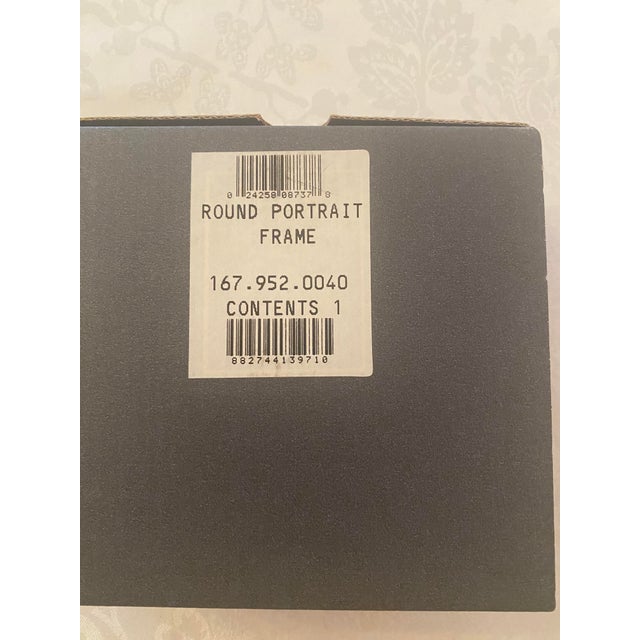 0 24258 08737 8
ROUND PORTRAIT
FRAME
167.952.0040
CONTENTS 1
882744139710